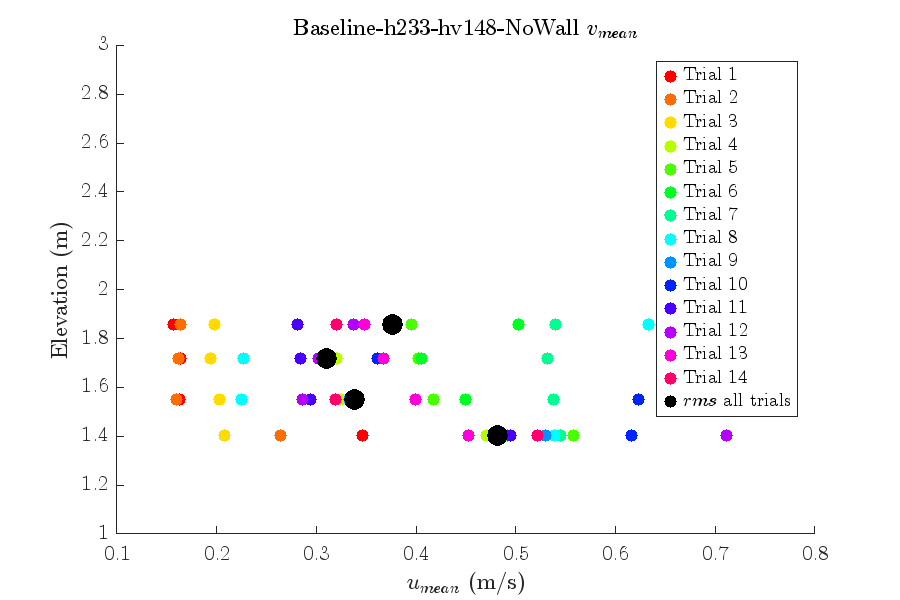 Baseline-h233-hv148-NoWall v_mean
3
2.8
2.6
2.4
2.2
2
1.8
1.6
1.4
1.2
1
Elevation (m)
0.1 0.2 0.3 0.4 0.5 0.6 0.7 0.8
u_mean (m/s)
Trial 1
Trial 2
Trial 3
Trial 4
Trial 5
Trial 6
Trial 7
Trial 8
Trial 9
Trial 10
Trial 11
Trial 12
Trial 13
Trial 14
rms all trials